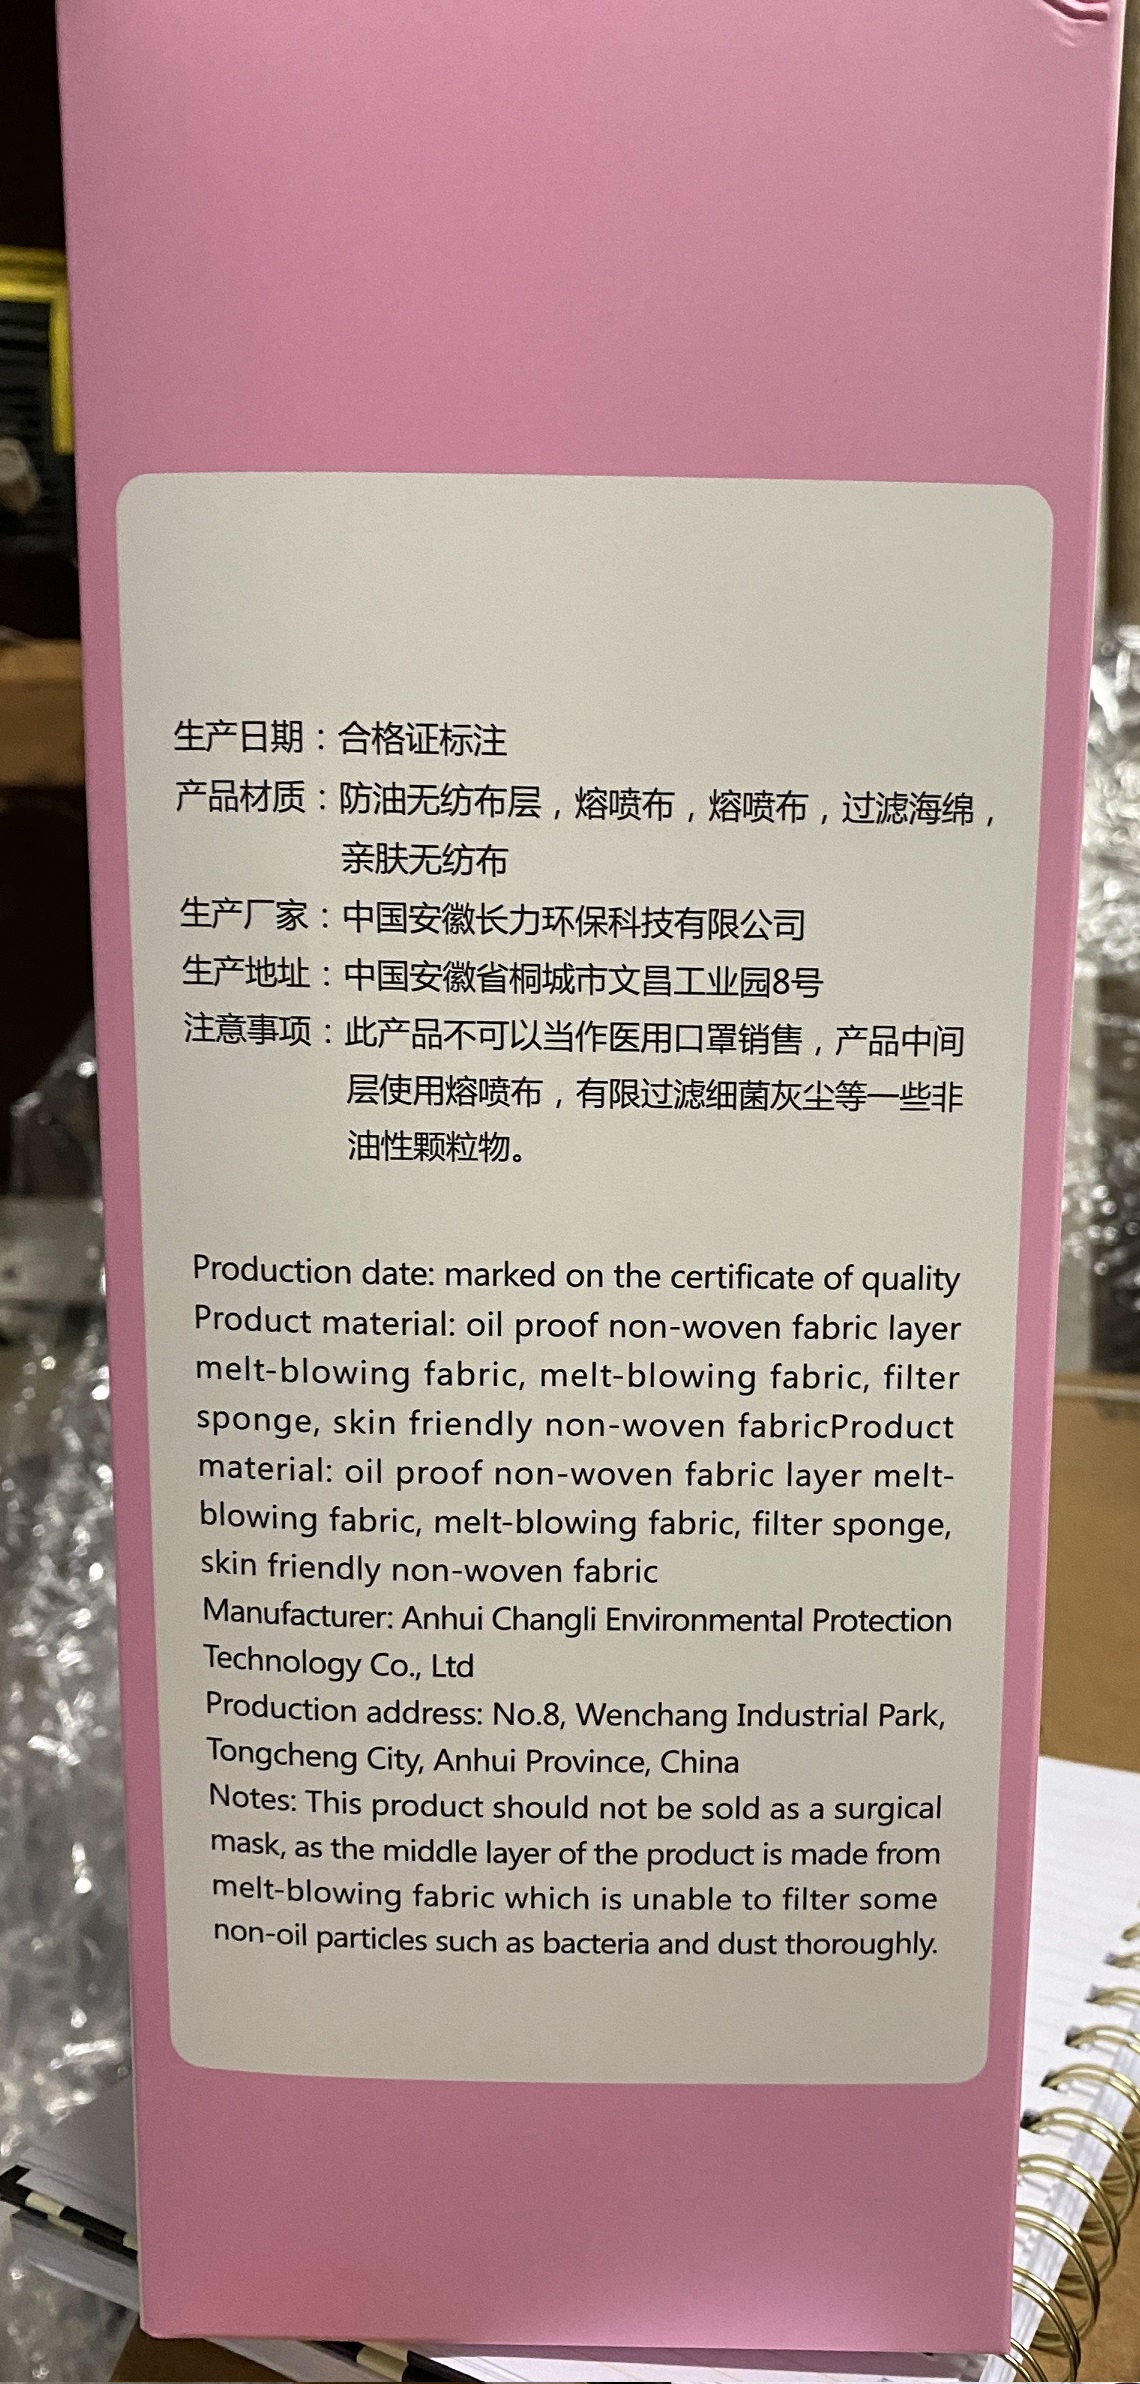 生产日期：合格证标注
产品材质：防油无纺布层，熔喷布，熔喷布，过滤海绵，
亲肤无纺布
生产厂家：中国安徽长力环保科技有限公司
生产地址：中国安徽省桐城市文昌工业园8号
注意事项：此产品不可以当作医用口罩销售，产品中间
层使用熔喷布，有限过滤细菌灰尘等一些非
油性颗粒物。
Production date: marked on the certificate of quality
Product material: oil proof non-woven fabric layer
melt-blowing fabric, melt-blowing fabric, filter
sponge, skin friendly non-woven fabricProduct
material: oil proof non-woven fabric layer melt-
blowing fabric, melt-blowing fabric, filter sponge,
skin friendly non-woven fabric
Manufacturer: Anhui Changli Environmental Protection
Technology Co., Ltd
Production address: No.8, Wenchang Industrial Park,
Tongcheng City, Anhui Province, China
Notes: This product should not be sold as a surgical
mask, as the middle layer of the product is made from
melt-blowing fabric which is unable to filter some
non-oil particles such as bacteria and dust thoroughly.